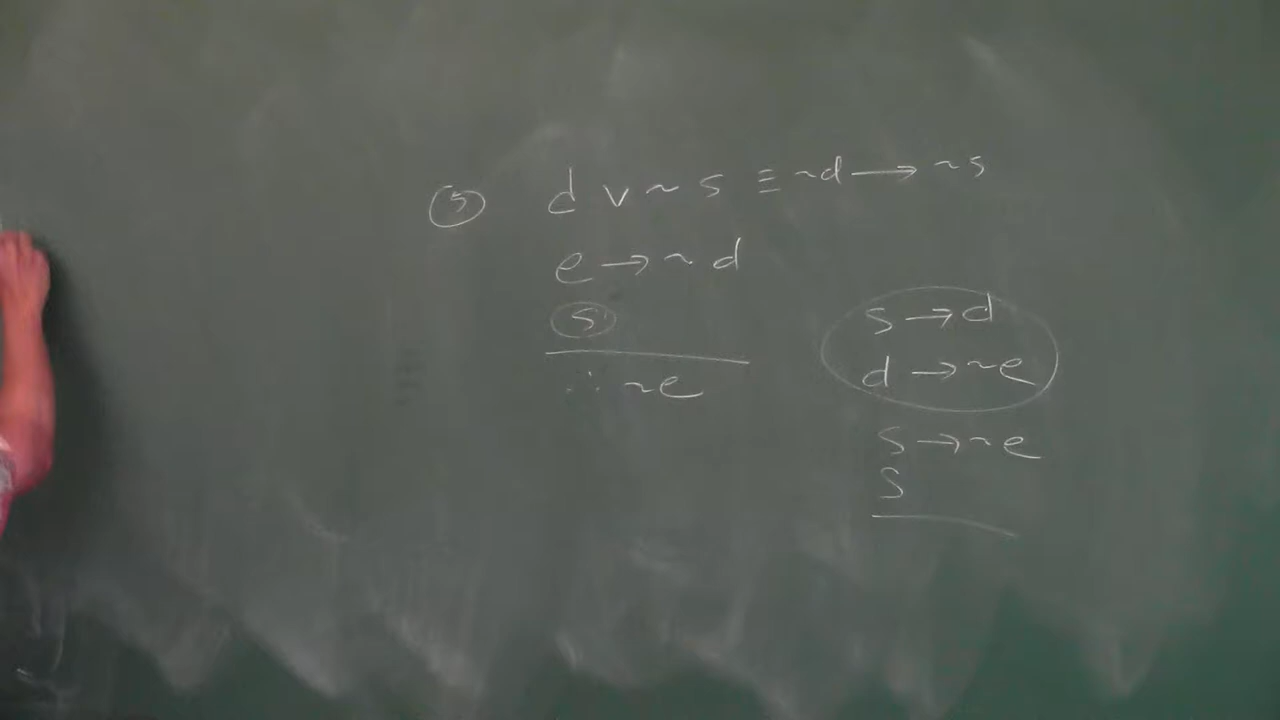 ⑤ d ∨ ~ s ≡ ~d → ~s
e → ~ d
s
∴ ~e
s → d
d → ~e
s → ~e
s